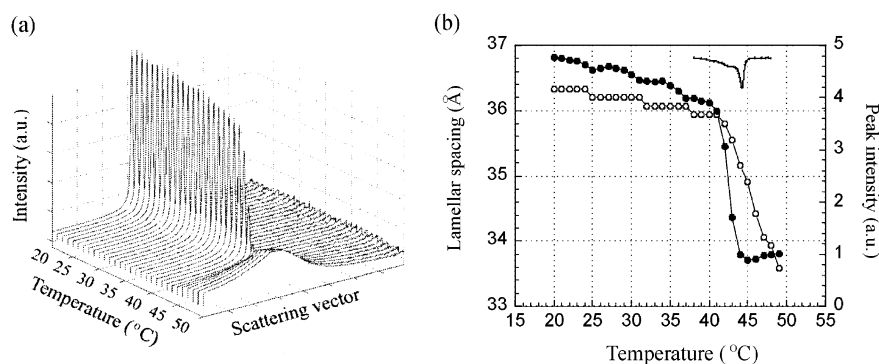 (a)
Intensity (a.u.)
20
25
30
35
40
45
50
Temperature (°C)
Scattering vector
(b)
37
36
35
34
33
Lamellar spacing (Å)
5
4
3
2
1
0
Peak intensity (a.u.)
15 20 25 30 35 40 45 50 55
Temperature (°C)